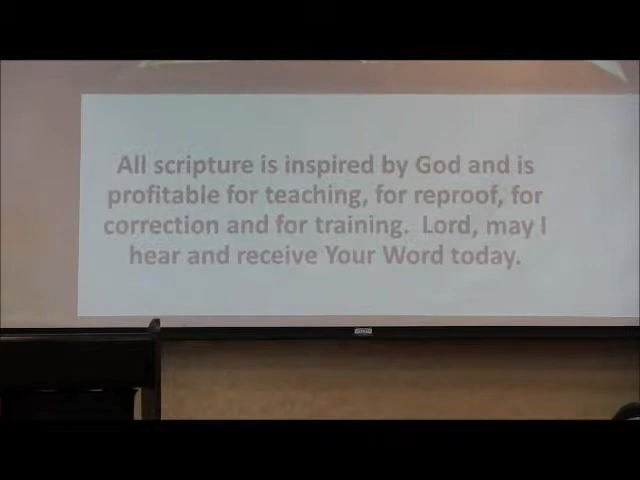 All scripture is inspired by God and is
profitable for teaching, for reproof, for
correction and for training.  Lord, may I
hear and receive Your Word today.